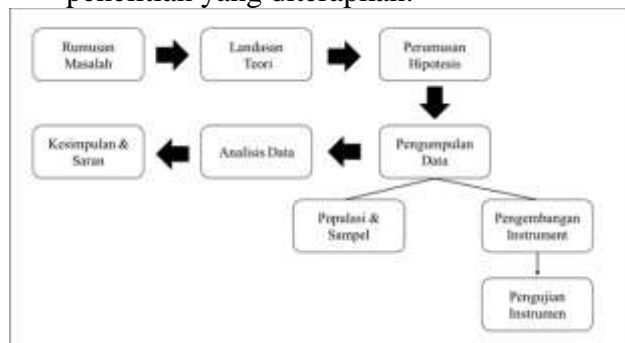 penelitian yang diterapkan.
Rumusan
Masalah
Landasan
Teori
Perumusan
Hipotesis
Kesimpulan &
Saran
Analisis Data
Pengumpulan
Data
Populasi &
Sampel
Pengembangan
Instrument
Pengujian
Instrumen